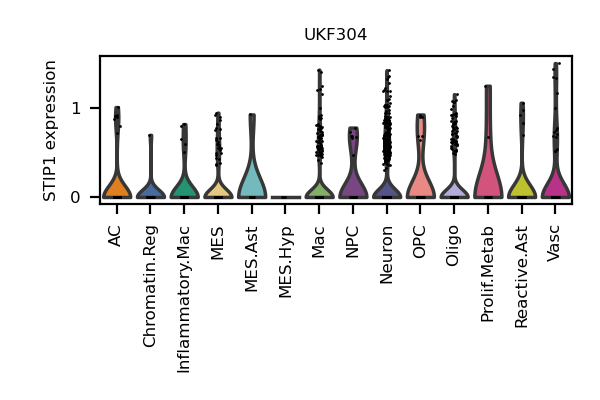 UKF304
STIP1 expression
1
0
AC
Chromatin.Reg
Inflammatory.Mac
MES
MES.Ast
MES.Hyp
Mac
NPC
Neuron
OPC
Oligo
Prolif.Metab
Reactive.Ast
Vasc